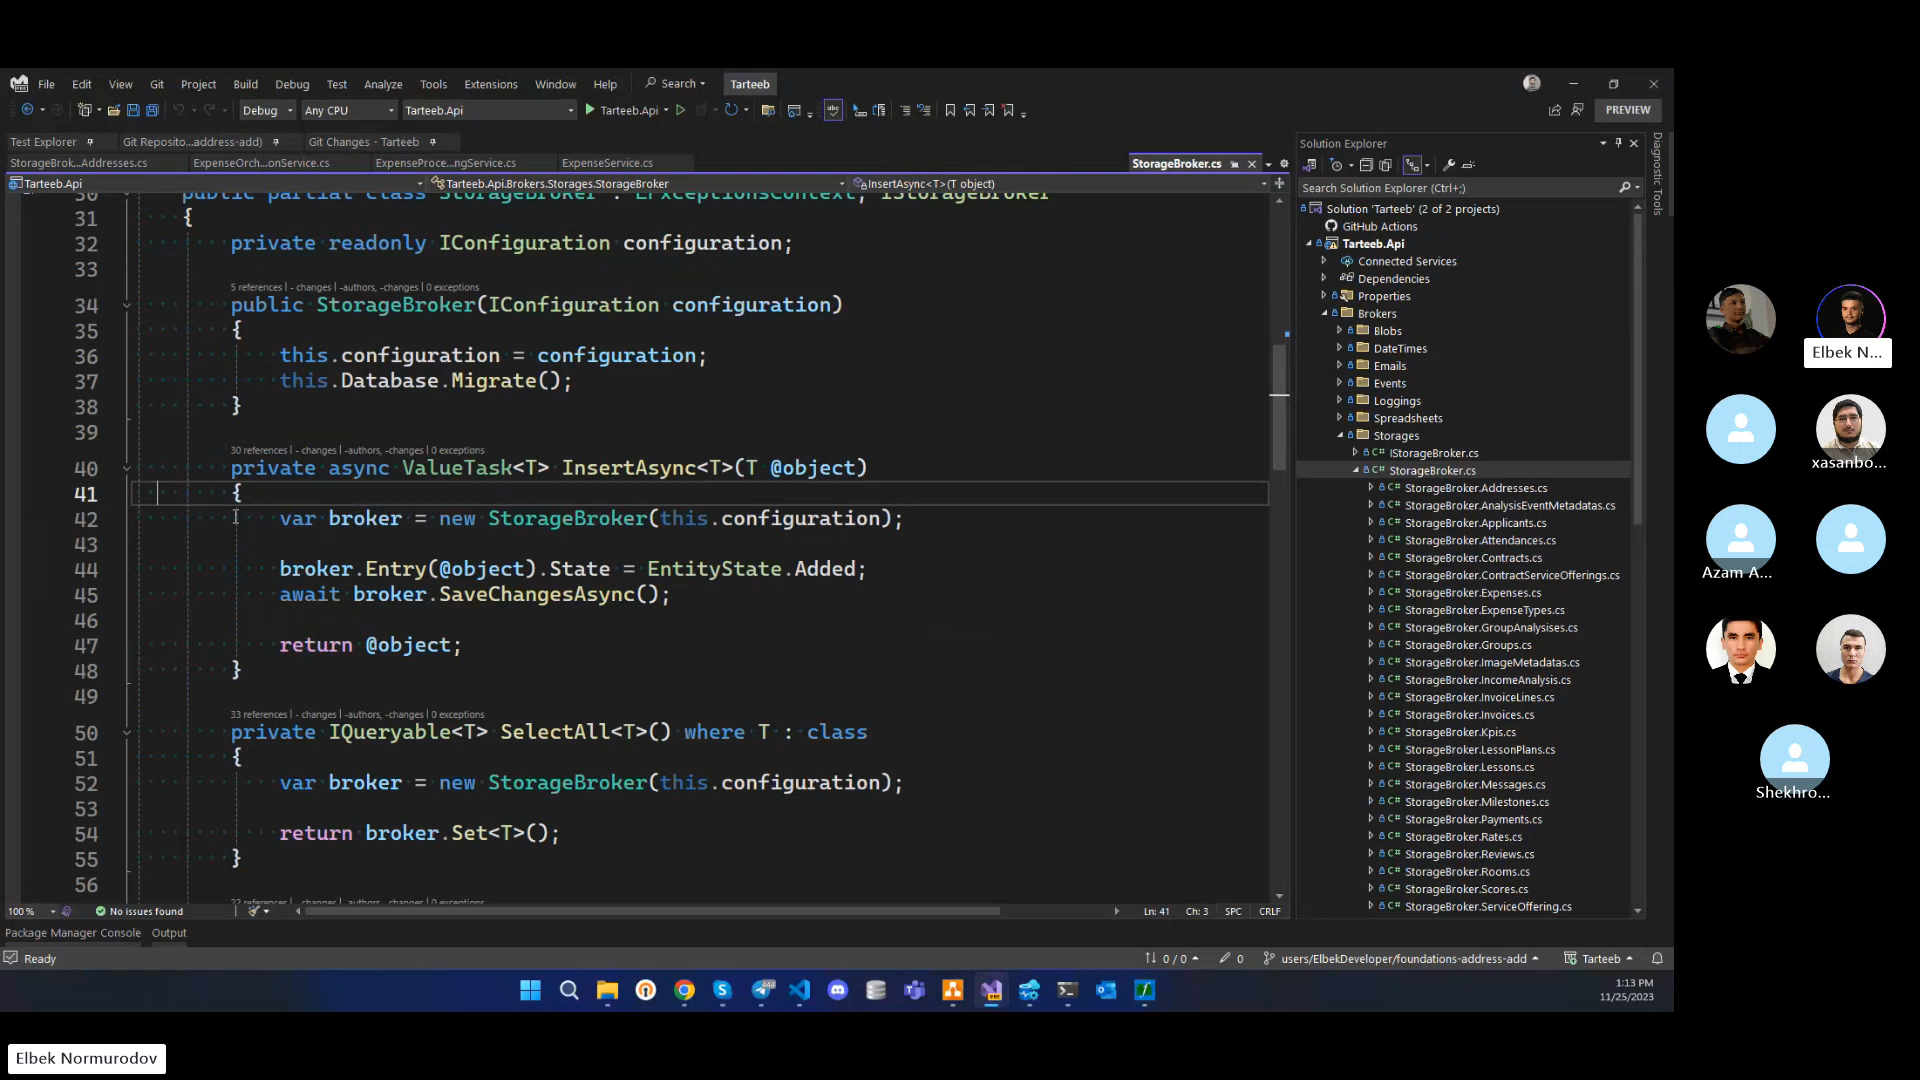 File Edit View Git Project Build Debug Test Analyze Tools Extensions Window Help Search Tarteeb
Debug Any CPU Tarteeb.Api Tarteeb.Api PREVIEW
Test Explorer Git Reposito...address-add) Git Changes - Tarteeb
StorageBrok...Addresses.cs ExpenseOrch...onService.cs ExpenseProce...ngService.cs ExpenseService.cs StorageBroker.cs
Tarteeb.Api Tarteeb.Api.Brokers.Storages.StorageBroker InsertAsync<T>(T object)
30 public partial class StorageBroker : EFxceptionsContext, IStorageBroker
31 {
32 private readonly IConfiguration configuration;
33
5 references | - changes | -authors, -changes | 0 exceptions
34 public StorageBroker(IConfiguration configuration)
35 {
36 this.configuration = configuration;
37 this.Database.Migrate();
38 }
39
30 references | - changes | -authors, -changes | 0 exceptions
40 private async ValueTask<T> InsertAsync<T>(T @object)
41 {
42 var broker = new StorageBroker(this.configuration);
43
44 broker.Entry(@object).State = EntityState.Added;
45 await broker.SaveChangesAsync();
46
47 return @object;
48 }
49
33 references | - changes | -authors, -changes | 0 exceptions
50 private IQueryable<T> SelectAll<T>() where T : class
51 {
52 var broker = new StorageBroker(this.configuration);
53
54 return broker.Set<T>();
55 }
56
100 % No issues found Ln: 41 Ch: 3 SPC CRLF
Package Manager Console Output
Ready 0 / 0 0 users/ElbekDeveloper/foundations-address-add Tarteeb
Solution Explorer
Search Solution Explorer (Ctrl+;)
Solution 'Tarteeb' (2 of 2 projects)
GitHub Actions
Tarteeb.Api
Connected Services
Dependencies
Properties
Brokers
Blobs
DateTimes
Emails
Events
Loggings
Spreadsheets
Storages
C# IStorageBroker.cs
C# StorageBroker.cs
C# StorageBroker.Addresses.cs
C# StorageBroker.AnalysisEventMetadatas.cs
C# StorageBroker.Applicants.cs
C# StorageBroker.Attendances.cs
C# StorageBroker.Contracts.cs
C# StorageBroker.ContractServiceOfferings.cs
C# StorageBroker.Expenses.cs
C# StorageBroker.ExpenseTypes.cs
C# StorageBroker.GroupAnalysises.cs
C# StorageBroker.Groups.cs
C# StorageBroker.ImageMetadatas.cs
C# StorageBroker.IncomeAnalysis.cs
C# StorageBroker.InvoiceLines.cs
C# StorageBroker.Invoices.cs
C# StorageBroker.Kpis.cs
C# StorageBroker.LessonPlans.cs
C# StorageBroker.Lessons.cs
C# StorageBroker.Messages.cs
C# StorageBroker.Milestones.cs
C# StorageBroker.Payments.cs
C# StorageBroker.Rates.cs
C# StorageBroker.Reviews.cs
C# StorageBroker.Rooms.cs
C# StorageBroker.Scores.cs
C# StorageBroker.ServiceOffering.cs
Diagnostic Tools
1:13 PM
11/25/2023
Elbek N...
xasanbo...
Azam A...
Shekhro...
Elbek Normurodov